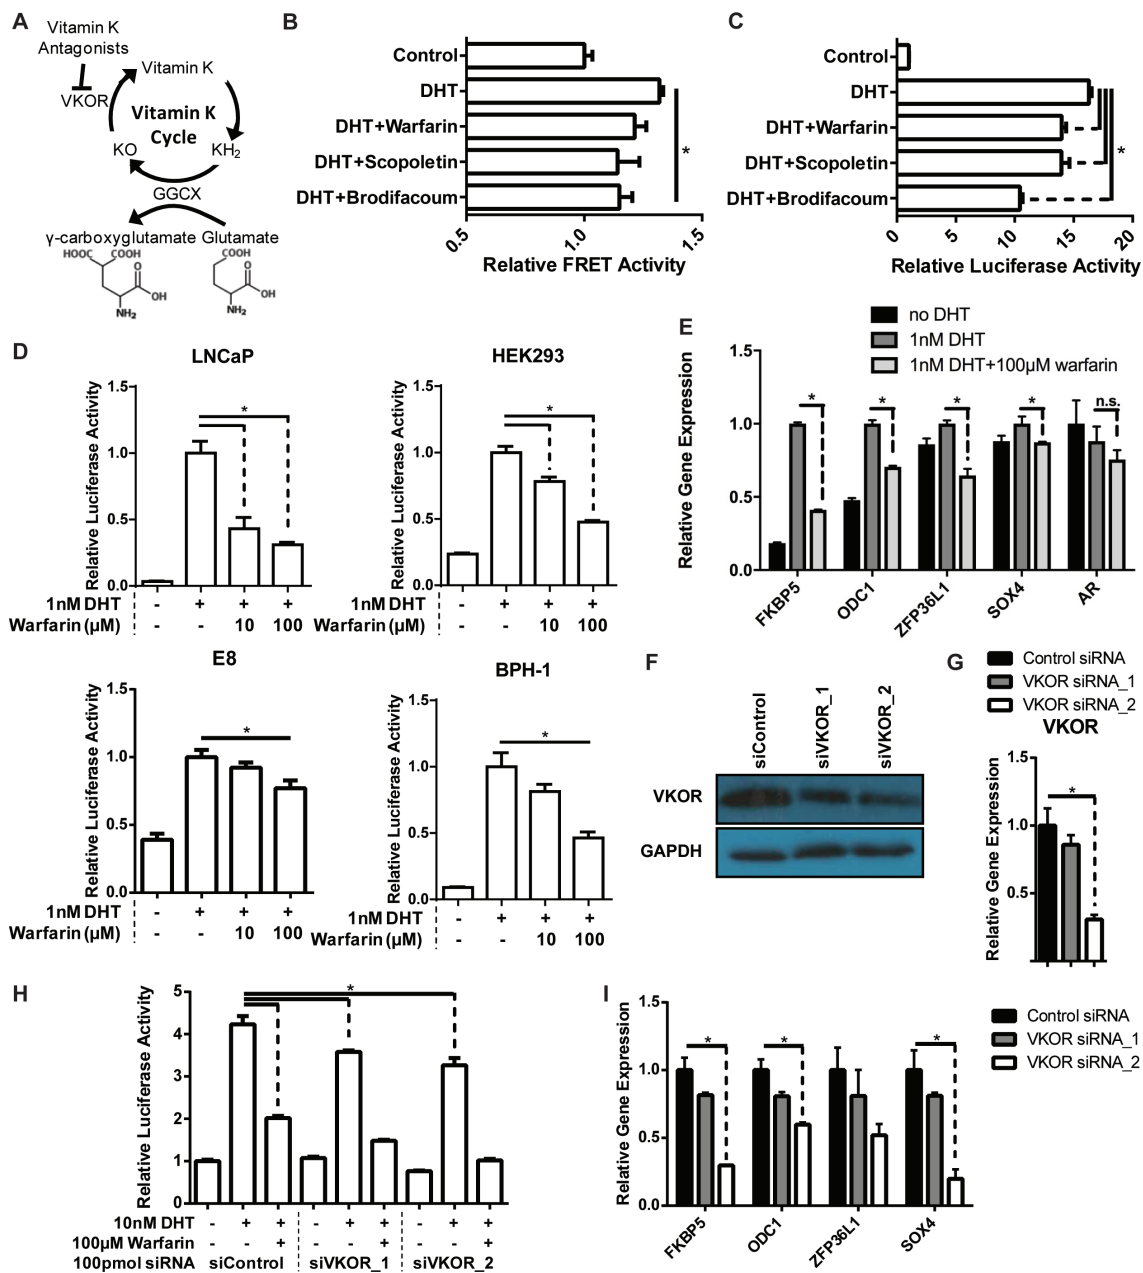 A
Vitamin K
Antagonists
Vitamin K
VKOR
Vitamin K
Cycle
KO
KH2
GGCX
γ-carboxyglutamate Glutamate
HOOC COOH
O
OH
NH2
COOH
O
OH
NH2
B
Control
DHT
DHT+Warfarin
DHT+Scopoletin
DHT+Brodifacoum
*
0.5 1.0 1.5
Relative FRET Activity
C
Control
DHT
DHT+Warfarin
DHT+Scopoletin
DHT+Brodifacoum
*
0 5 10 15 20
Relative Luciferase Activity
D
LNCaP
Relative Luciferase Activity
1.5
1.0
0.5
0.0
*
1nM DHT - + + +
Warfarin (µM) - - 10 100
HEK293
Relative Luciferase Activity
1.5
1.0
0.5
0.0
*
1nM DHT - + + +
Warfarin (µM) - - 10 100
E8
Relative Luciferase Activity
1.5
1.0
0.5
0.0
*
1nM DHT - + + +
Warfarin (µM) - - 10 100
BPH-1
Relative Luciferase Activity
1.5
1.0
0.5
0.0
*
1nM DHT - + + +
Warfarin (µM) - - 10 100
E
no DHT
1nM DHT
1nM DHT+100µM warfarin
Relative Gene Expression
1.5
1.0
0.5
0.0
* * * * n.s.
FKBP5 ODC1 ZFP36L1 SOX4 AR
F
siControl siVKOR_1 siVKOR_2
VKOR
GAPDH
G
Control siRNA
VKOR siRNA_1
VKOR siRNA_2
VKOR
Relative Gene Expression
1.5
1.0
0.5
*
H
Relative Luciferase Activity
5
4
3
2
1
0
*
10nM DHT - + + - + + - + +
100µM Warfarin + + +
100pmol siRNA siControl siVKOR_1 siVKOR_2
I
Relative Gene Expression
1.5
1.0
0.5
0.0
* * *
FKBP5 ODC1 ZFP36L1 SOX4
Control siRNA
VKOR siRNA_1
VKOR siRNA_2